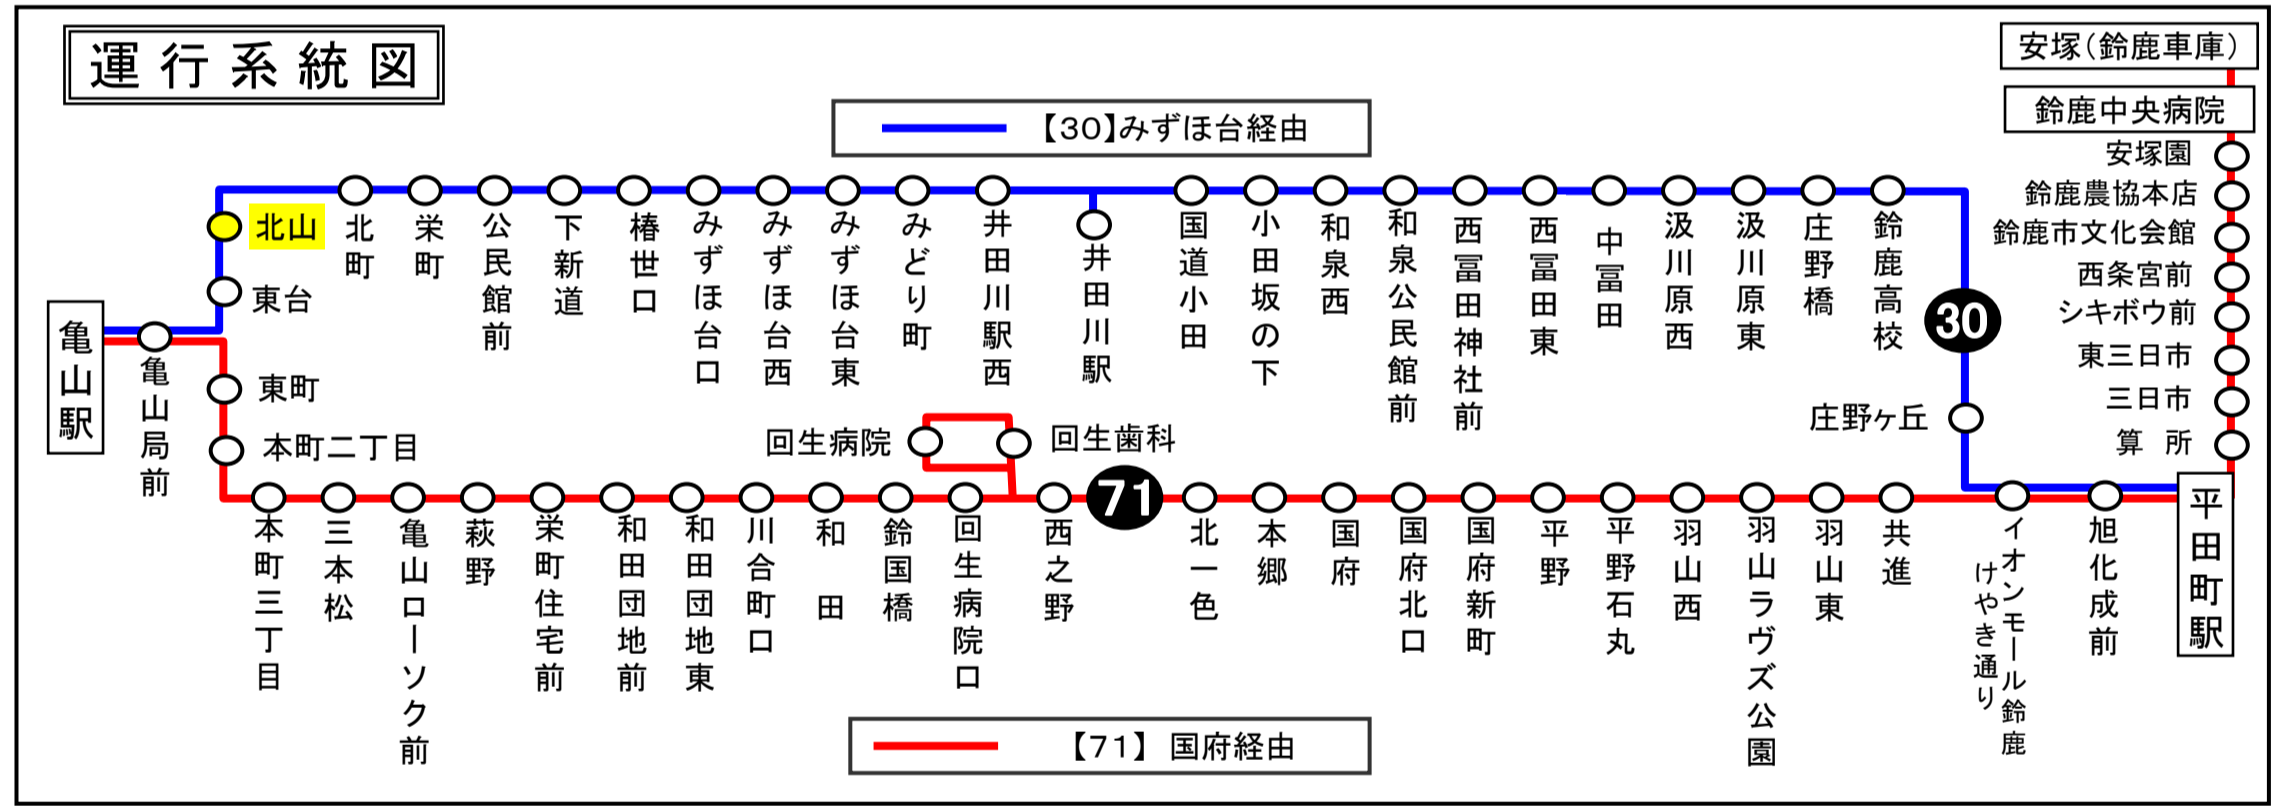 運行系統図
安塚(鈴鹿車庫)
鈴鹿中央病院
【30】みずほ台経由
安塚園
鈴鹿農協本店
鈴鹿市文化会館
西条宮前
シキボウ前
東三日市
三日市
算所
北山
東台
北町
栄町
公民館前
下新道
椿世口
みずほ台口
みずほ台西
みずほ台東
みどり町
井田川駅西
井田川駅
国道小田
小田坂の下
和泉西
和泉公民館前
西冨田神社前
西冨田東
中冨田
汲川原西
汲川原東
庄野橋
鈴鹿高校
30
庄野ヶ丘
亀山駅
亀山局前
東町
本町二丁目
回生病院
回生歯科
71
本町三丁目
三本松
亀山ローソク前
萩野
栄町住宅前
和田団地前
和田団地東
川合町口
和田
鈴国橋
回生病院口
西之野
北一色
本郷
国府
国府北口
国府新町
平野
平野石丸
羽山西
羽山ラヴズ公園
羽山東
共進
イオンモール鈴鹿
けやき通り
旭化成前
平田町駅
【71】 国府経由